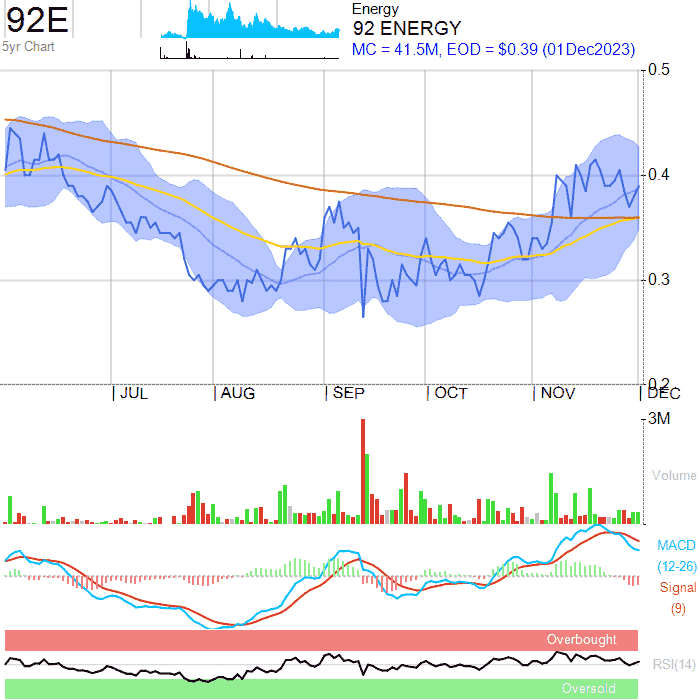 92E
5yr Chart
Energy
92 ENERGY
MC = 41.5M, EOD = $0.39 (01Dec2023)
0.5
0.4
0.3
0.2
JUL AUG SEP OCT NOV DEC
3M
Volume
MACD
(12-26)
Signal
(9)
Overbought
RSI(14)
Oversold